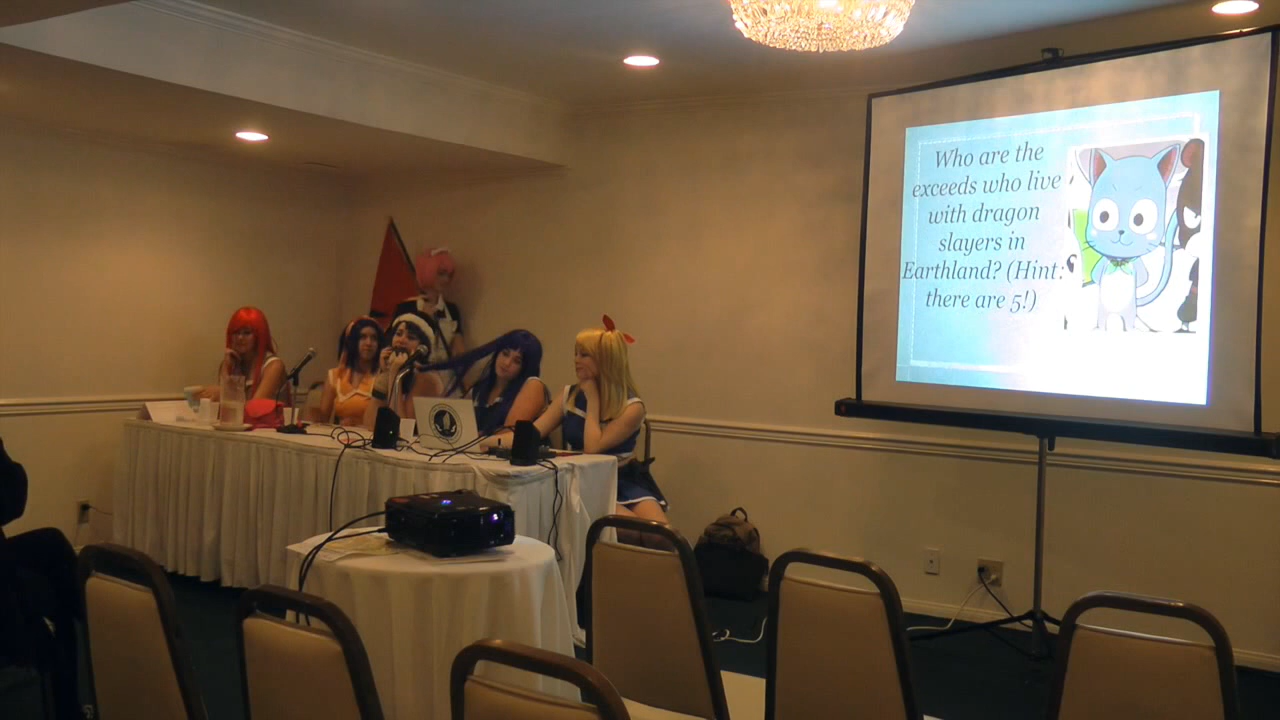 Who are the
exceeds who live
with dragon
slayers in
Earthland? (Hint:
there are 5!)